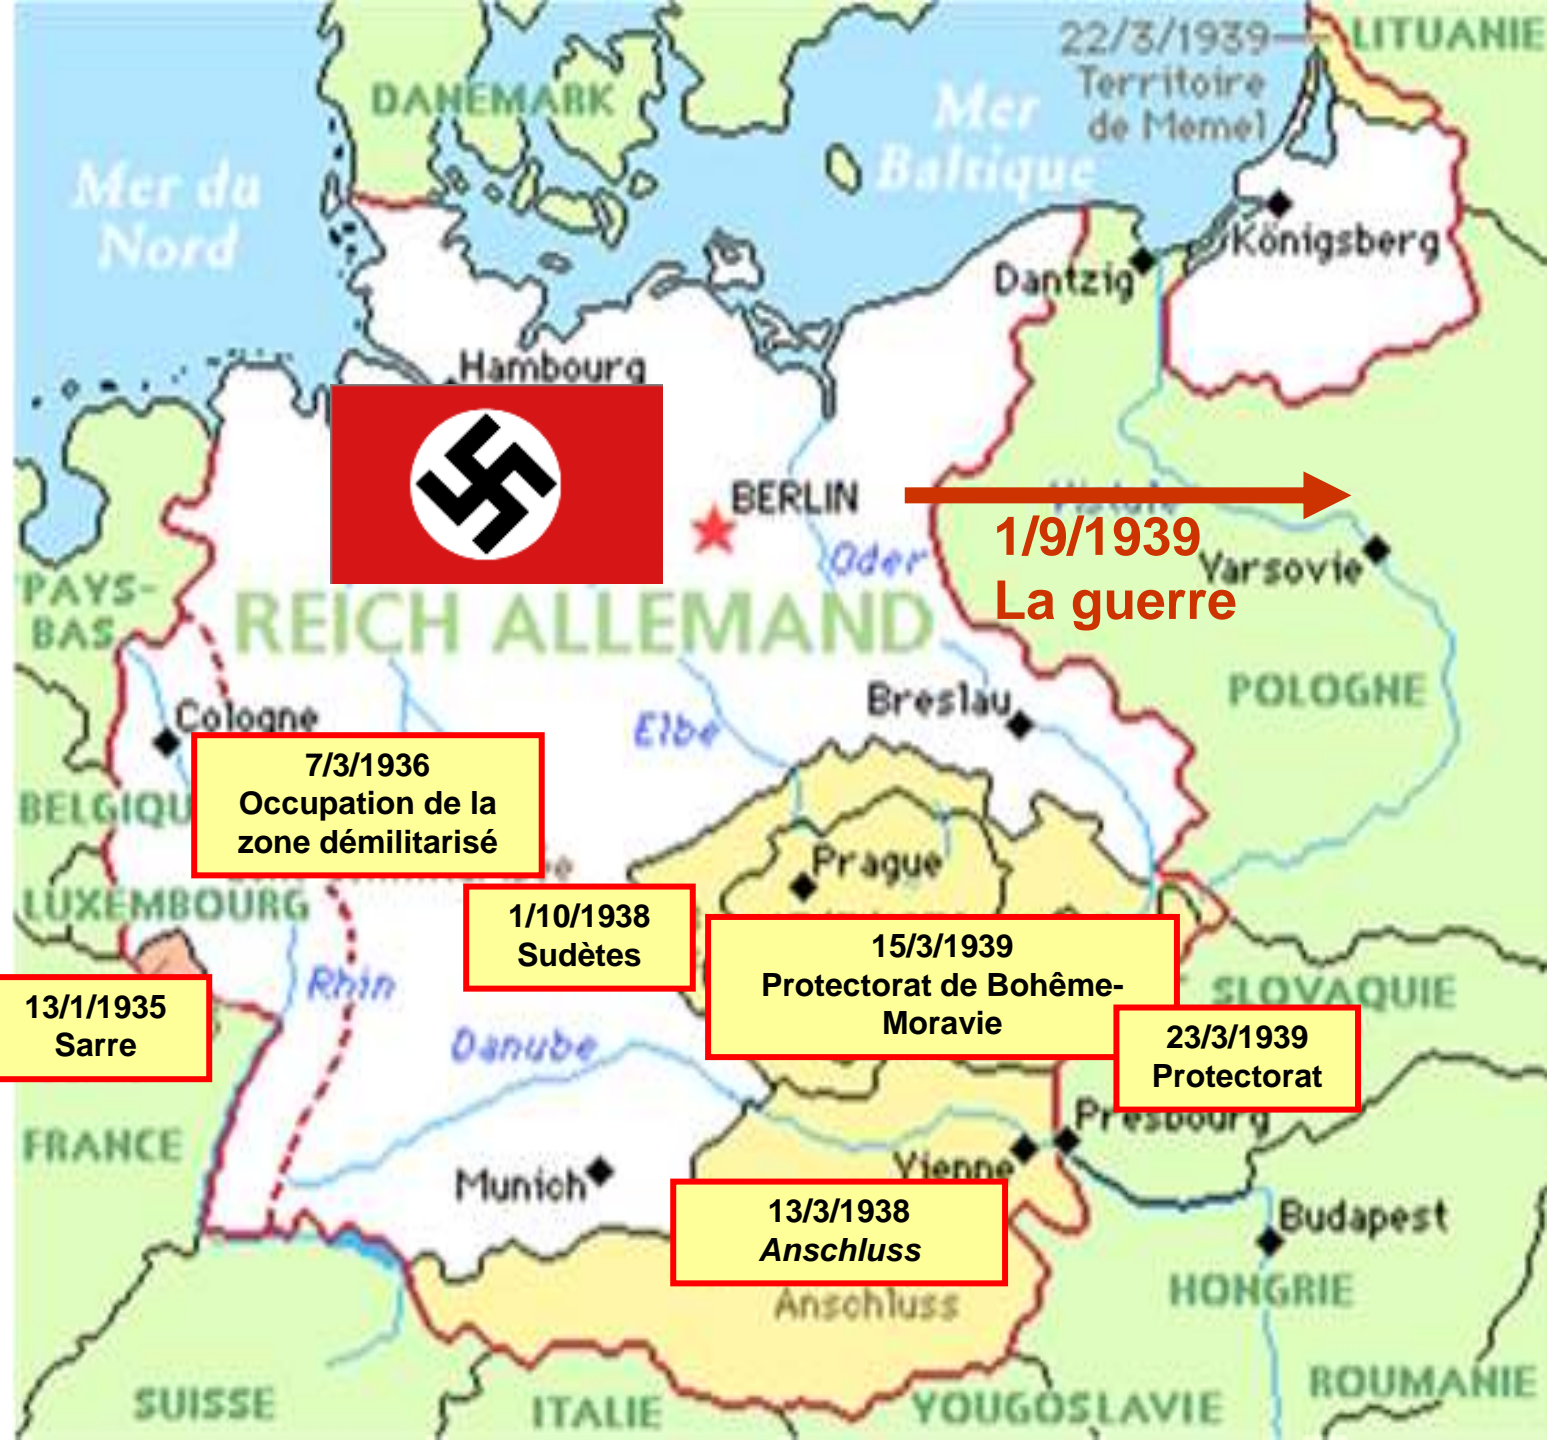 22/3/1939
Territoire
de Memel
LITUANIE
DANEMARK
Mer
Baltique
Mer du
Nord
Königsberg
Dantzig
Hambourg
BERLIN
Vistule
1/9/1939
La guerre
Varsovie
Oder
PAYS-
BAS
REICH ALLEMAND
POLOGNE
Breslau
Cologne
Elbe
7/3/1936
Occupation de la
zone démilitarisé
BELGIQU
Prague
LUXEMBOURG
1/10/1938
Sudètes
15/3/1939
Protectorat de Bohême-
Moravie
SLOVAQUIE
Rhin
13/1/1935
Sarre
23/3/1939
Protectorat
Danube
Presbourg
FRANCE
Vienne
Munich
13/3/1938
Anschluss
Budapest
HONGRIE
Anschluss
ROUMANIE
SUISSE
ITALIE
YOUGOSLAVIE